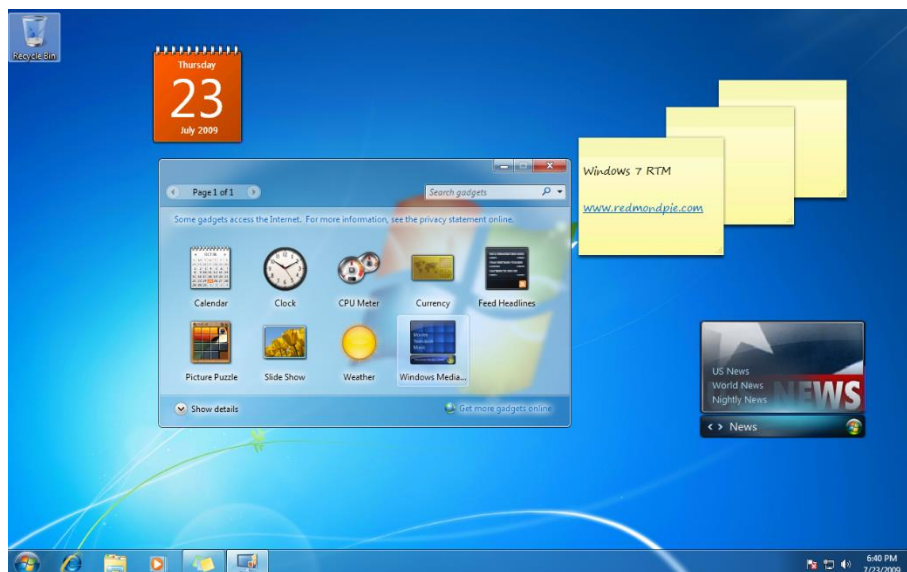 Recycle Bin
Thursday
23
July 2009
Windows 7 RTM
www.redmondpie.com
Page 1 of 1
Search gadgets
Some gadgets access the Internet. For more information, see the privacy statement online.
Calendar
Clock
CPU Meter
Currency
Feed Headlines
Picture Puzzle
Slide Show
Weather
Windows Media...
Show details
Get more gadgets online
US News
World News
Nightly News
NEWS
News
6:40 PM
7/23/2009